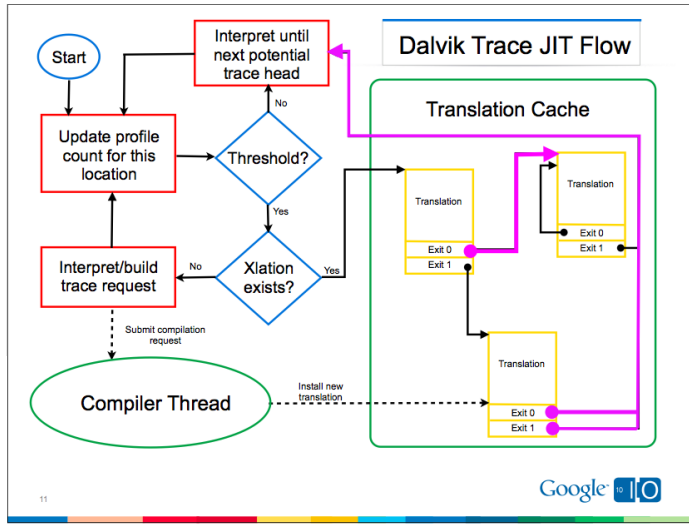 Dalvik Trace JIT Flow
Start
Interpret until
next potential
trace head
No
Update profile
count for this
location
Threshold?
Yes
Interpret/build
trace request
No
Xlation
exists?
Yes
Submit compilation
request
Compiler Thread
Install new
translation
Translation Cache
Translation
Exit 0
Exit 1
Translation
Exit 0
Exit 1
Translation
Exit 0
Exit 1
11
Google 10 IO